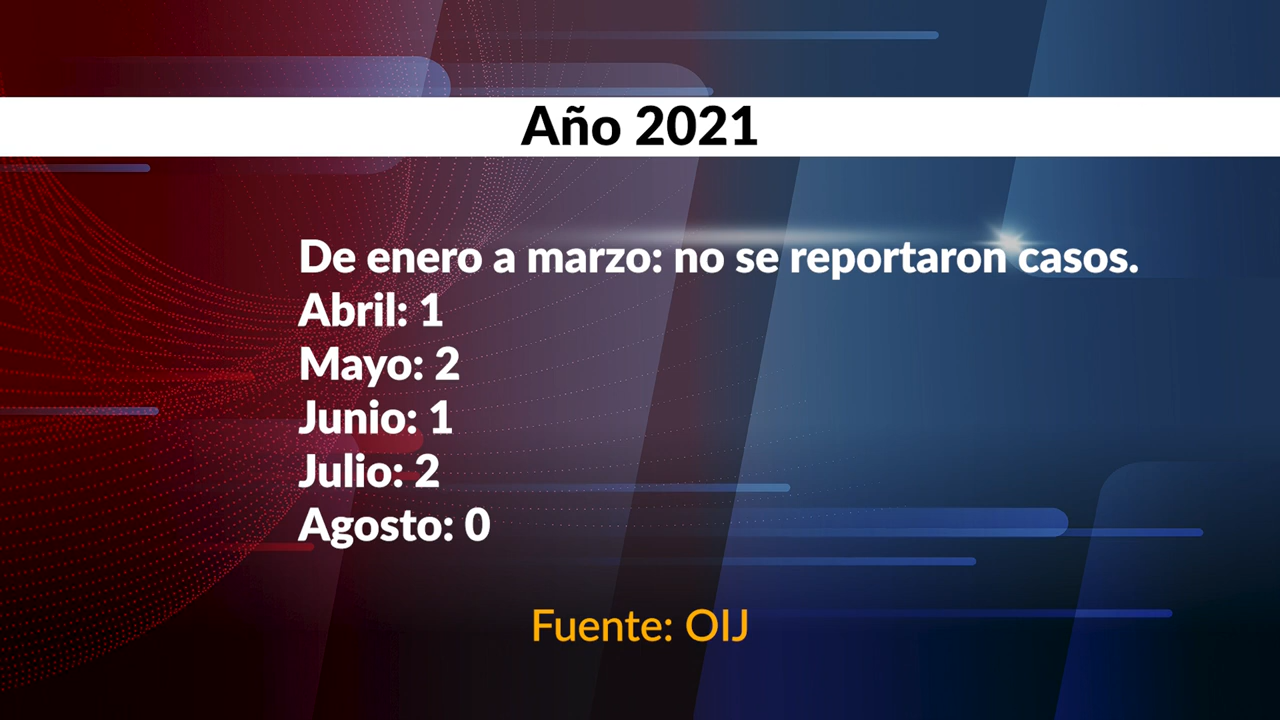 Año 2021
De enero a marzo: no se reportaron casos.
Abril: 1
Mayo: 2
Junio: 1
Julio: 2
Agosto: 0
Fuente: OIJ